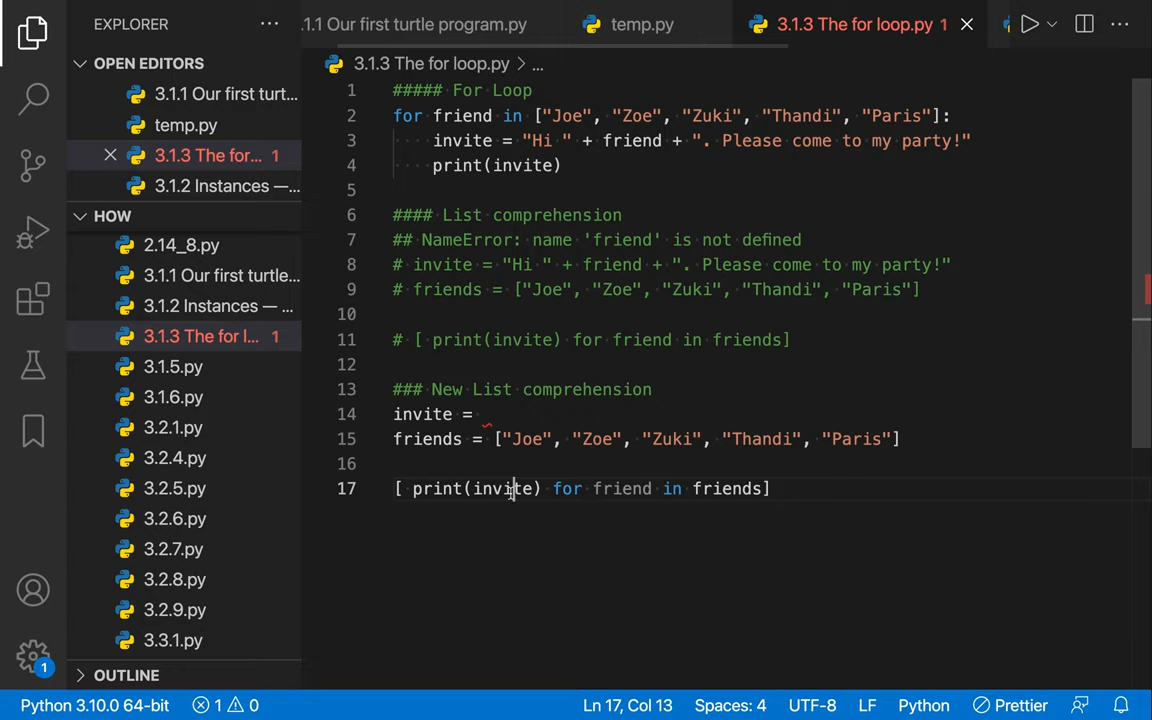 EXPLORER
.1.1 Our first turtle program.py
temp.py
3.1.3 The for loop.py 1
OPEN EDITORS
3.1.1 Our first turt...
temp.py
3.1.3 The for... 1
3.1.2 Instances —...
HOW
2.14_8.py
3.1.1 Our first turtle...
3.1.2 Instances — ...
3.1.3 The for l... 1
3.1.5.py
3.1.6.py
3.2.1.py
3.2.4.py
3.2.5.py
3.2.6.py
3.2.7.py
3.2.8.py
3.2.9.py
3.3.1.py
OUTLINE
3.1.3 The for loop.py > ...
1 ##### For Loop
2 for friend in ["Joe", "Zoe", "Zuki", "Thandi", "Paris"]:
3     invite = "Hi " + friend + ". Please come to my party!"
4     print(invite)
5
6 #### List comprehension
7 ## NameError: name 'friend' is not defined
8 # invite = "Hi " + friend + ". Please come to my party!"
9 # friends = ["Joe", "Zoe", "Zuki", "Thandi", "Paris"]
10
11 # [ print(invite) for friend in friends]
12
13 ### New List comprehension
14 invite =
15 friends = ["Joe", "Zoe", "Zuki", "Thandi", "Paris"]
16
17 [ print(invite) for friend in friends]
1
Python 3.10.0 64-bit 1 0 Ln 17, Col 13 Spaces: 4 UTF-8 LF Python Prettier